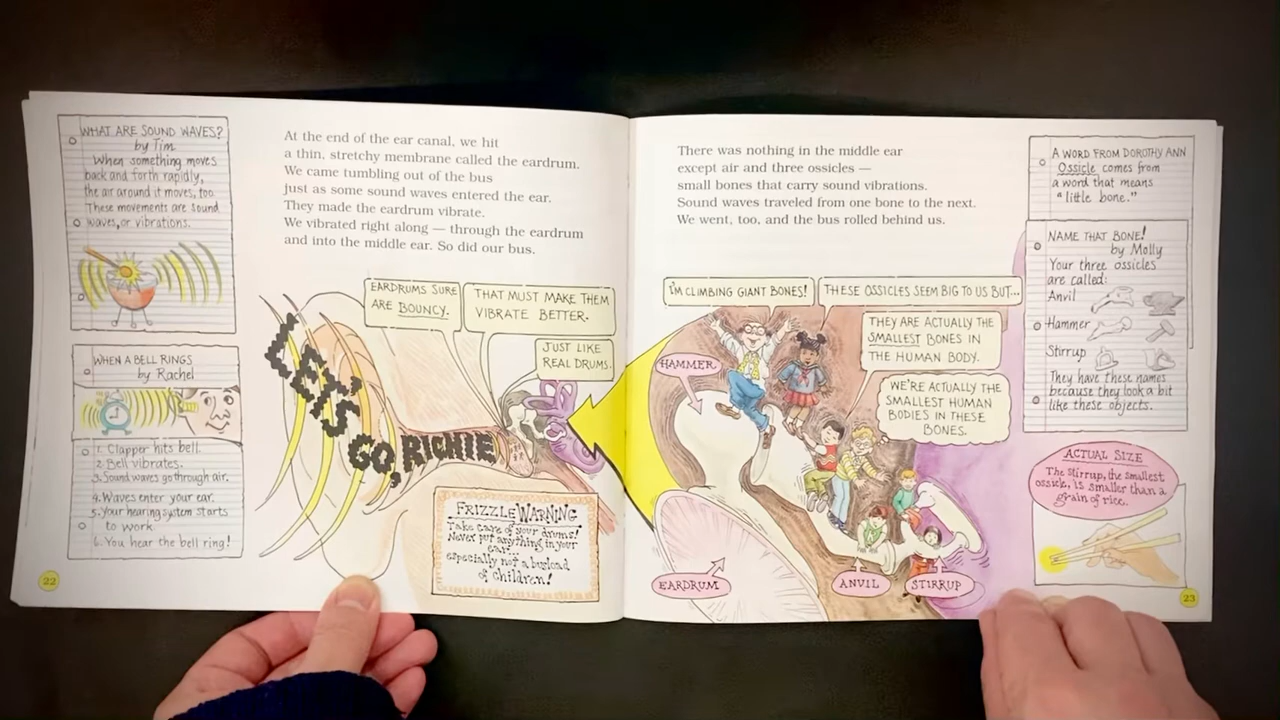 WHAT ARE SOUND WAVES?
by Tim
When something moves
back and forth rapidly,
the air around it moves, too.
These movements are sound
waves, or vibrations.
WHEN A BELL RINGS
by Rachel
1. Clapper hits bell.
2. Bell vibrates.
3. Sound waves go through air.
4. Waves enter your ear.
5. Your hearing system starts
to work.
6. You hear the bell ring!
22
At the end of the ear canal, we hit
a thin, stretchy membrane called the eardrum.
We came tumbling out of the bus
just as some sound waves entered the ear.
They made the eardrum vibrate.
We vibrated right along — through the eardrum
and into the middle ear. So did our bus.
EARDRUMS SURE
ARE BOUNCY.
THAT MUST MAKE THEM
VIBRATE BETTER.
JUST LIKE
REAL DRUMS.
LET'S
GO, RICHIE
FRIZZLE WARNING
Take care of your drums!
Never put anything in your
ear...
especially not a busload
of children!
There was nothing in the middle ear
except air and three ossicles —
small bones that carry sound vibrations.
Sound waves traveled from one bone to the next.
We went, too, and the bus rolled behind us.
I'M CLIMBING GIANT BONES!
THESE OSSICLES SEEM BIG TO US BUT...
THEY ARE ACTUALLY THE
SMALLEST BONES IN
THE HUMAN BODY.
WE'RE ACTUALLY THE
SMALLEST HUMAN
BODIES IN THESE
BONES.
HAMMER
EARDRUM
ANVIL
STIRRUP
A WORD FROM DOROTHY ANN
Ossicle comes from
a word that means
"little bone."
NAME THAT BONE!
by Molly
Your three ossicles
are called:
Anvil
Hammer
Stirrup
They have these names
because they look a bit
like these objects.
ACTUAL SIZE
The stirrup, the smallest
ossicle, is smaller than a
grain of rice.
23